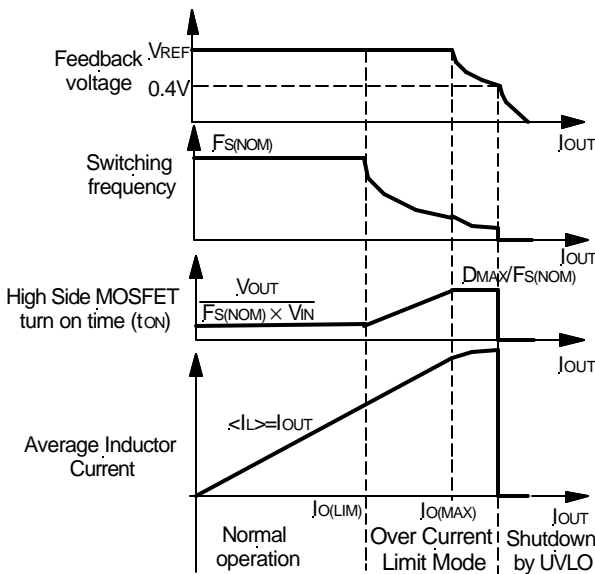 Feedback
voltage
VREF
0.4V
IOUT
Switching
frequency
FS(NOM)
IOUT
High Side MOSFET
turn on time (tON)
VOUT
FS(NOM) × VIN
DMAX/FS(NOM)
IOUT
Average Inductor
Current
<IL>=IOUT
IO(LIM)
IO(MAX)
IOUT
Normal
operation
Over Current
Limit Mode
Shutdown
by UVLO